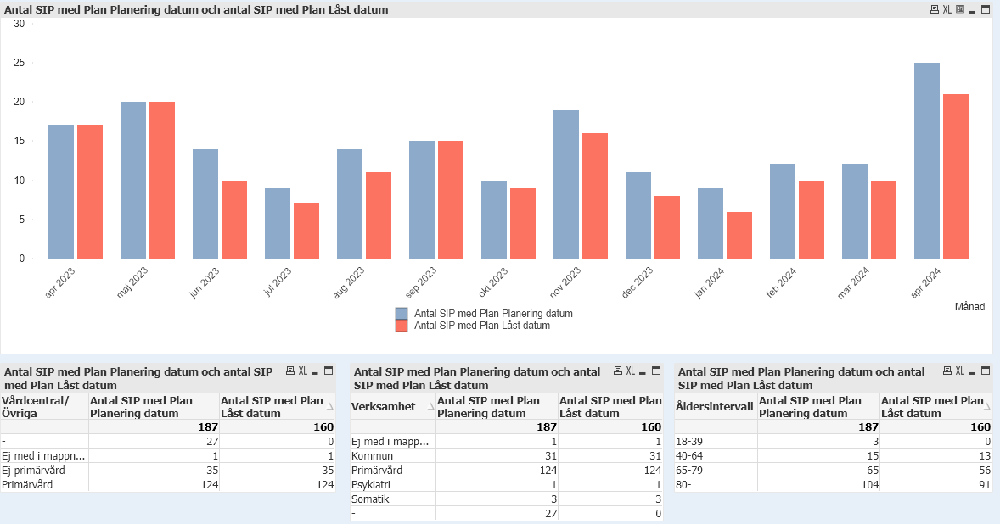 Antal SIP med Plan Planering datum och antal SIP med Plan Låst datum
XL
30
25
20
15
10
5
0
apr 2023
maj 2023
jun 2023
jul 2023
aug 2023
sep 2023
okt 2023
nov 2023
dec 2023
jan 2024
feb 2024
mar 2024
apr 2024
Månad
Antal SIP med Plan Planering datum
Antal SIP med Plan Låst datum
Antal SIP med Plan Planering datum och antal SIP
med Plan Låst datum
XL
Vårdcentral/
Övriga
Antal SIP med Plan
Planering datum
Antal SIP med Plan
Låst datum
187 160
- 27 0
Ej med i mappn... 1 1
Ej primärvård 35 35
Primärvård 124 124
Antal SIP med Plan Planering datum och antal
SIP med Plan Låst datum
XL
Verksamhet
Antal SIP med Plan
Planering datum
Antal SIP med Plan
Låst datum
187 160
Ej med i mapp... 1 1
Kommun 31 31
Primärvård 124 124
Psykiatri 1 1
Somatik 3 3
- 27 0
Antal SIP med Plan Planering datum och antal
SIP med Plan Låst datum
XL
Åldersintervall
Antal SIP med Plan
Planering datum
Antal SIP med Plan
Låst datum
187 160
18-39 3 0
40-64 15 13
65-79 65 56
80- 104 91